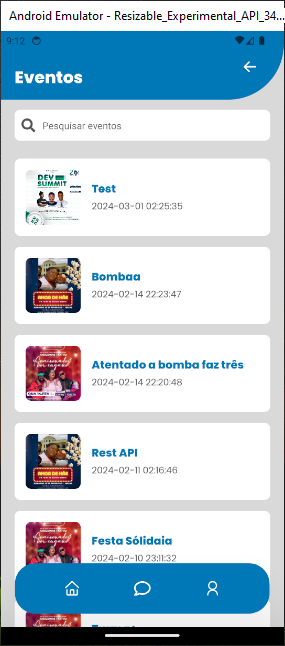 Android Emulator - Resizable_Experimental_API_34...
9:12
Eventos
Pesquisar eventos
DEV
SUMMIT
Test
2024-03-01 02:25:35
Bombaa
2024-02-14 22:23:47
Atentado a bomba faz três
2024-02-14 22:20:48
Rest API
2024-02-11 02:16:46
Festa Sólidaia
2024-02-10 23:11:32